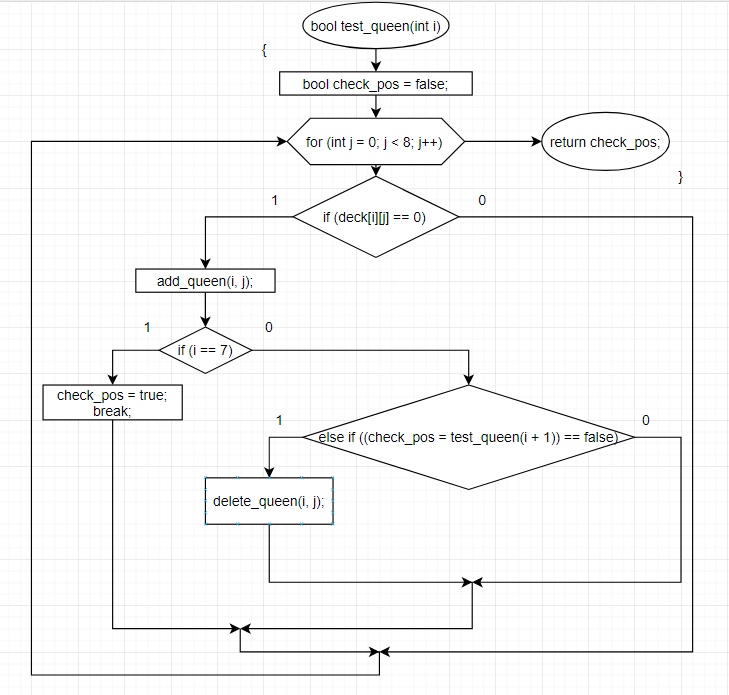 bool test_queen(int i)
{
bool check_pos = false;
for (int j = 0; j < 8; j++)
return check_pos;
}
1
0
if (deck[i][j] == 0)
add_queen(i, j);
1
0
if (i == 7)
check_pos = true;
break;
1
0
else if ((check_pos = test_queen(i + 1)) == false)
delete_queen(i, j);